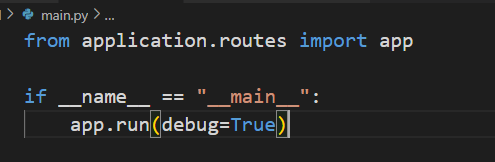 main.py > ...
from application.routes import app
if __name__ == "__main__":
    app.run(debug=True)